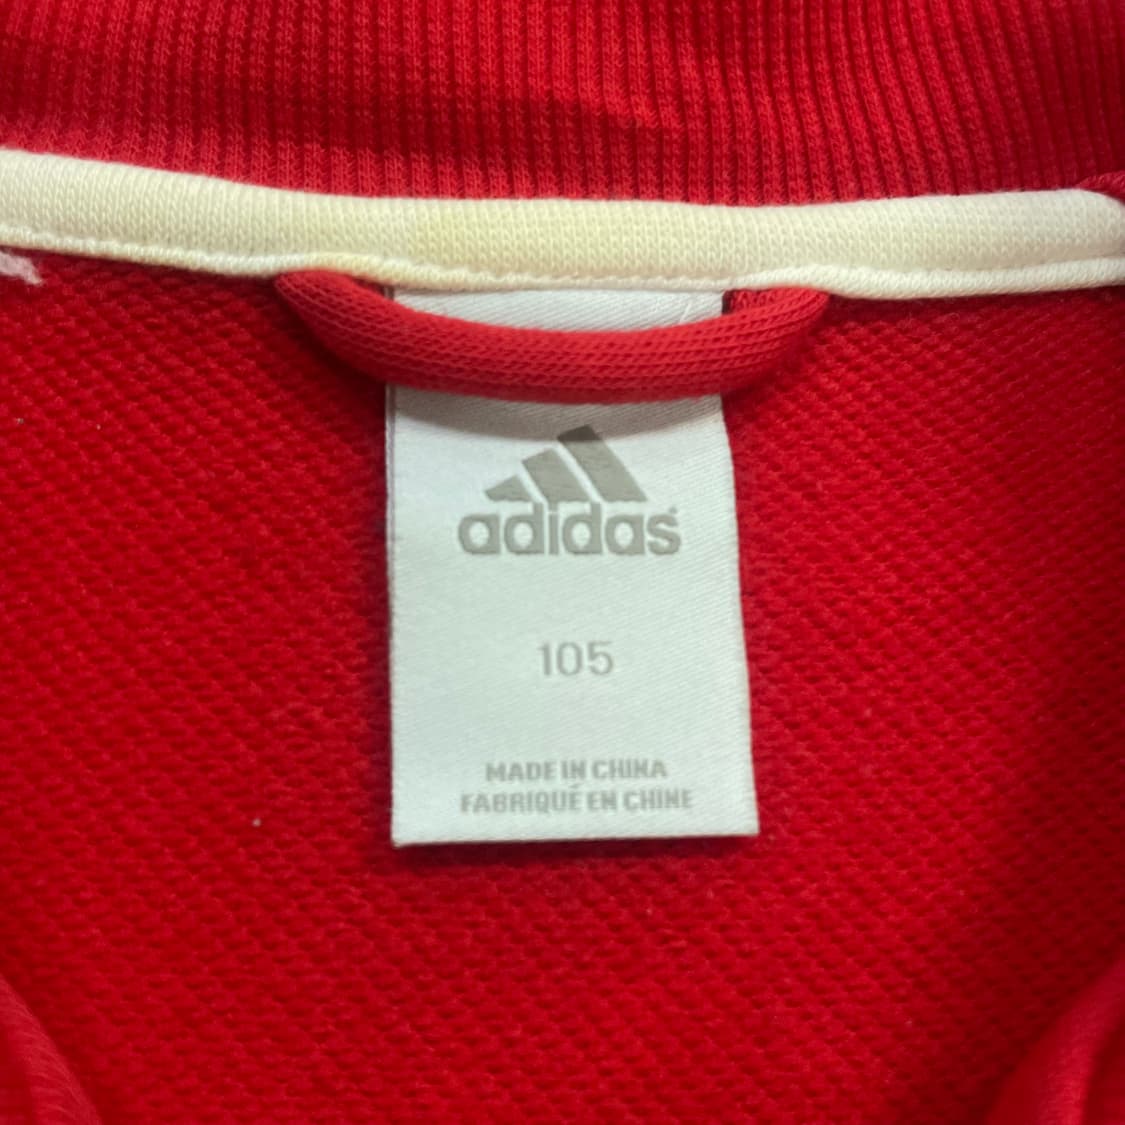 adidas
105
MADE IN CHINA
FABRIQUÉ EN CHINE